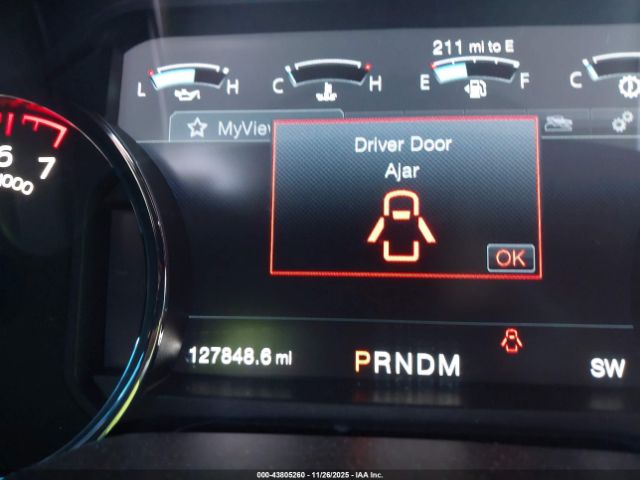 211 mi to E
L H C H E F C
MyView
Driver Door
Ajar
OK
6
7
1000
127848.6 mi PRNDM SW
000-43805260 - 11/26/2025 - IAA Inc.